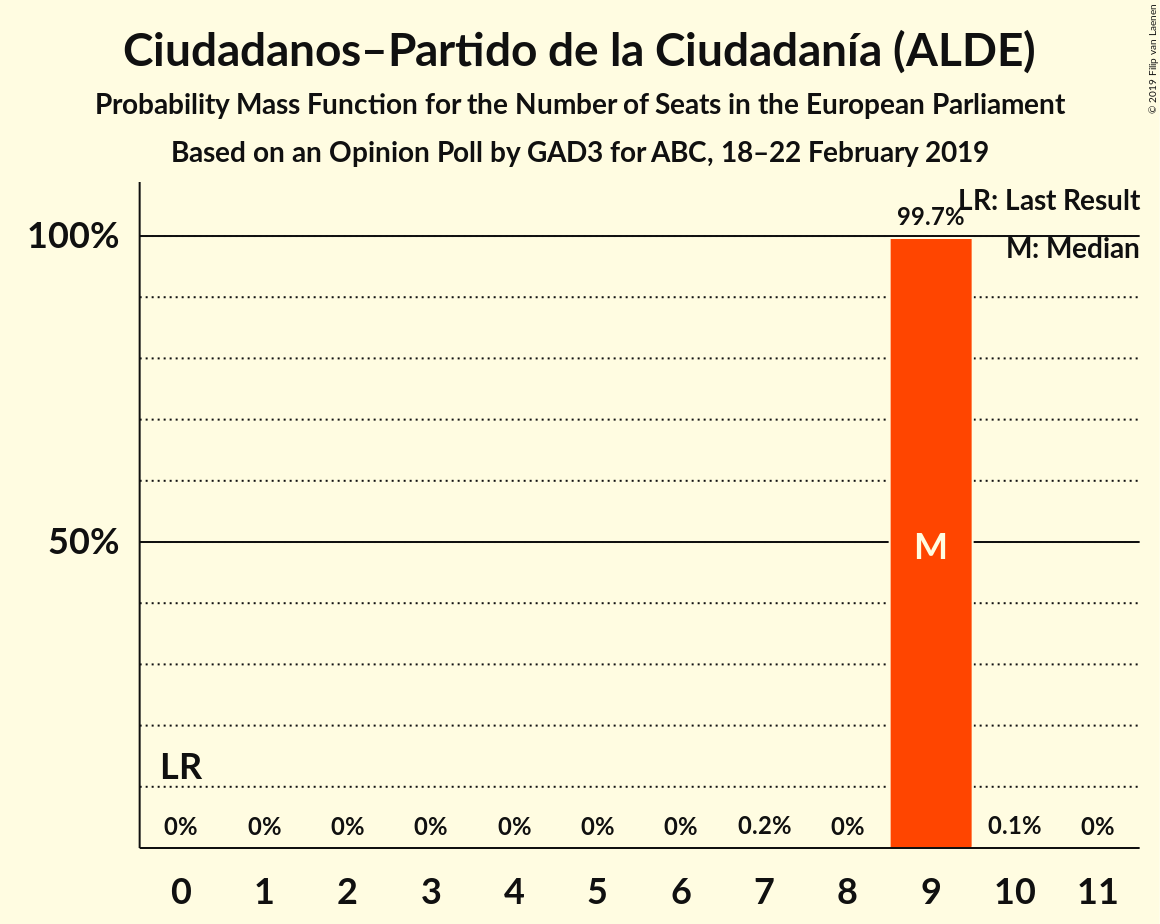 Ciudadanos–Partido de la Ciudadanía (ALDE)
Probability Mass Function for the Number of Seats in the European Parliament
Based on an Opinion Poll by GAD3 for ABC, 18–22 February 2019
© 2019 Filip van Laenen
LR: Last Result
M: Median
99.7%
100%
50%
M
LR
0% 0% 0% 0% 0% 0% 0% 0.2% 0% 0.1% 0%
0 1 2 3 4 5 6 7 8 9 10 11